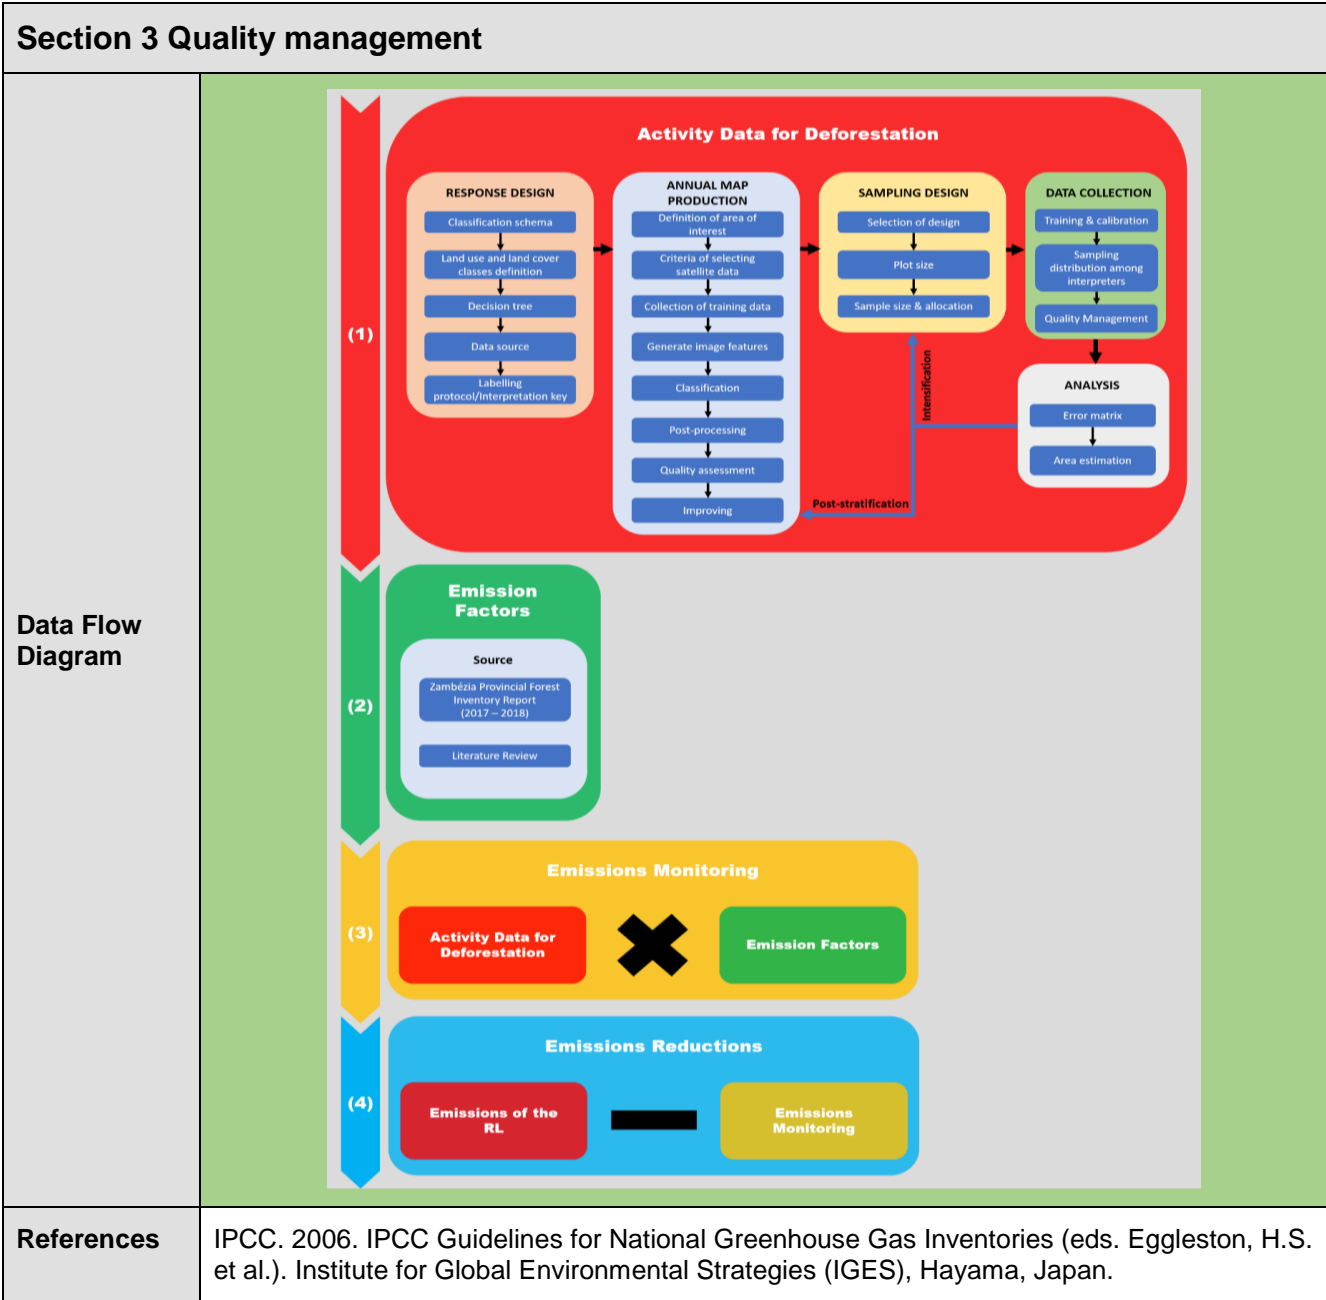 Section 3 Quality management
Data Flow
Diagram
Activity Data for Deforestation
(1)
RESPONSE DESIGN
Classification schema
Land use and land cover
classes definition
Decision tree
Data source
Labelling
protocol/Interpretation key
ANNUAL MAP
PRODUCTION
Definition of area of
interest
Criteria of selecting
satellite data
Collection of training data
Generate image features
Classification
Post-processing
Quality assessment
Improving
SAMPLING DESIGN
Selection of design
Plot size
Sample size & allocation
DATA COLLECTION
Training & calibration
Sampling
distribution among
interpreters
Quality Management
ANALYSIS
Error matrix
Area estimation
Intensification
Post-stratification
(2)
Emission
Factors
Source
Zambézia Provincial Forest
Inventory Report
(2017 – 2018)
Literature Review
(3)
Emissions Monitoring
Activity Data for
Deforestation
Emission Factors
(4)
Emissions Reductions
Emissions of the
RL
Emissions
Monitoring
References
IPCC. 2006. IPCC Guidelines for National Greenhouse Gas Inventories (eds. Eggleston, H.S.
et al.). Institute for Global Environmental Strategies (IGES), Hayama, Japan.